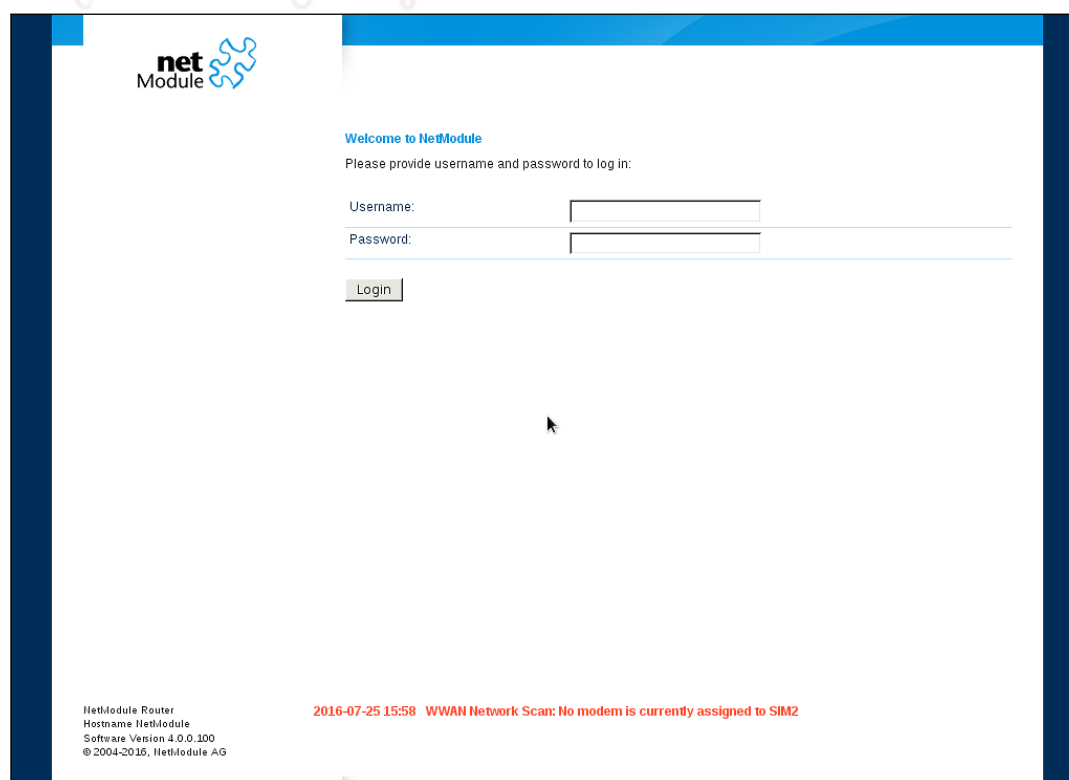 net
Module
Welcome to NetModule
Please provide username and password to log in:
Username:
Password:
Login
NetModule Router
Hostname NetModule
Software Version 4.0.0.100
© 2004-2016, NetModule AG
2016-07-25 15:58 WWAN Network Scan: No modem is currently assigned to SIM2